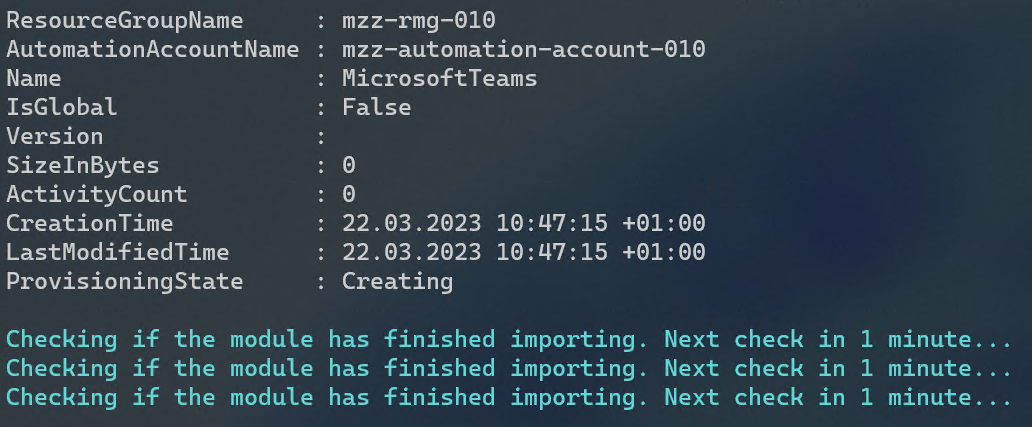 ResourceGroupName     : mzz-rmg-010
AutomationAccountName : mzz-automation-account-010
Name                  : MicrosoftTeams
IsGlobal              : False
Version               :
SizeInBytes           : 0
ActivityCount         : 0
CreationTime          : 22.03.2023 10:47:15 +01:00
LastModifiedTime      : 22.03.2023 10:47:15 +01:00
ProvisioningState     : Creating
Checking if the module has finished importing. Next check in 1 minute...
Checking if the module has finished importing. Next check in 1 minute...
Checking if the module has finished importing. Next check in 1 minute...